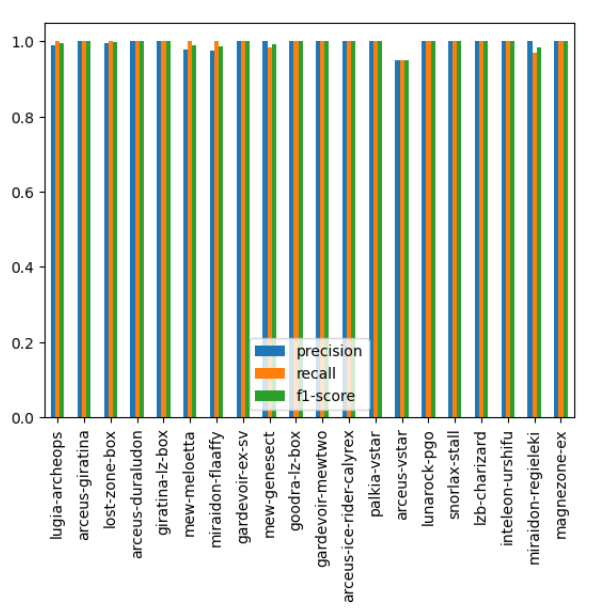 1.0
0.8
0.6
0.4
0.2
0.0
precision
recall
f1-score
lugia-archeops
arceus-giratina
lost-zone-box
arceus-duraludon
giratina-lz-box
mew-meloetta
miraidon-flaaffy
gardevoir-ex-sv
mew-genesect
goodra-lz-box
gardevoir-mewtwo
arceus-ice-rider-calyrex
palkia-vstar
arceus-vstar
lunarock-pgo
snorlax-stall
lzb-charizard
inteleon-urshifu
miraidon-regieleki
magnezone-ex